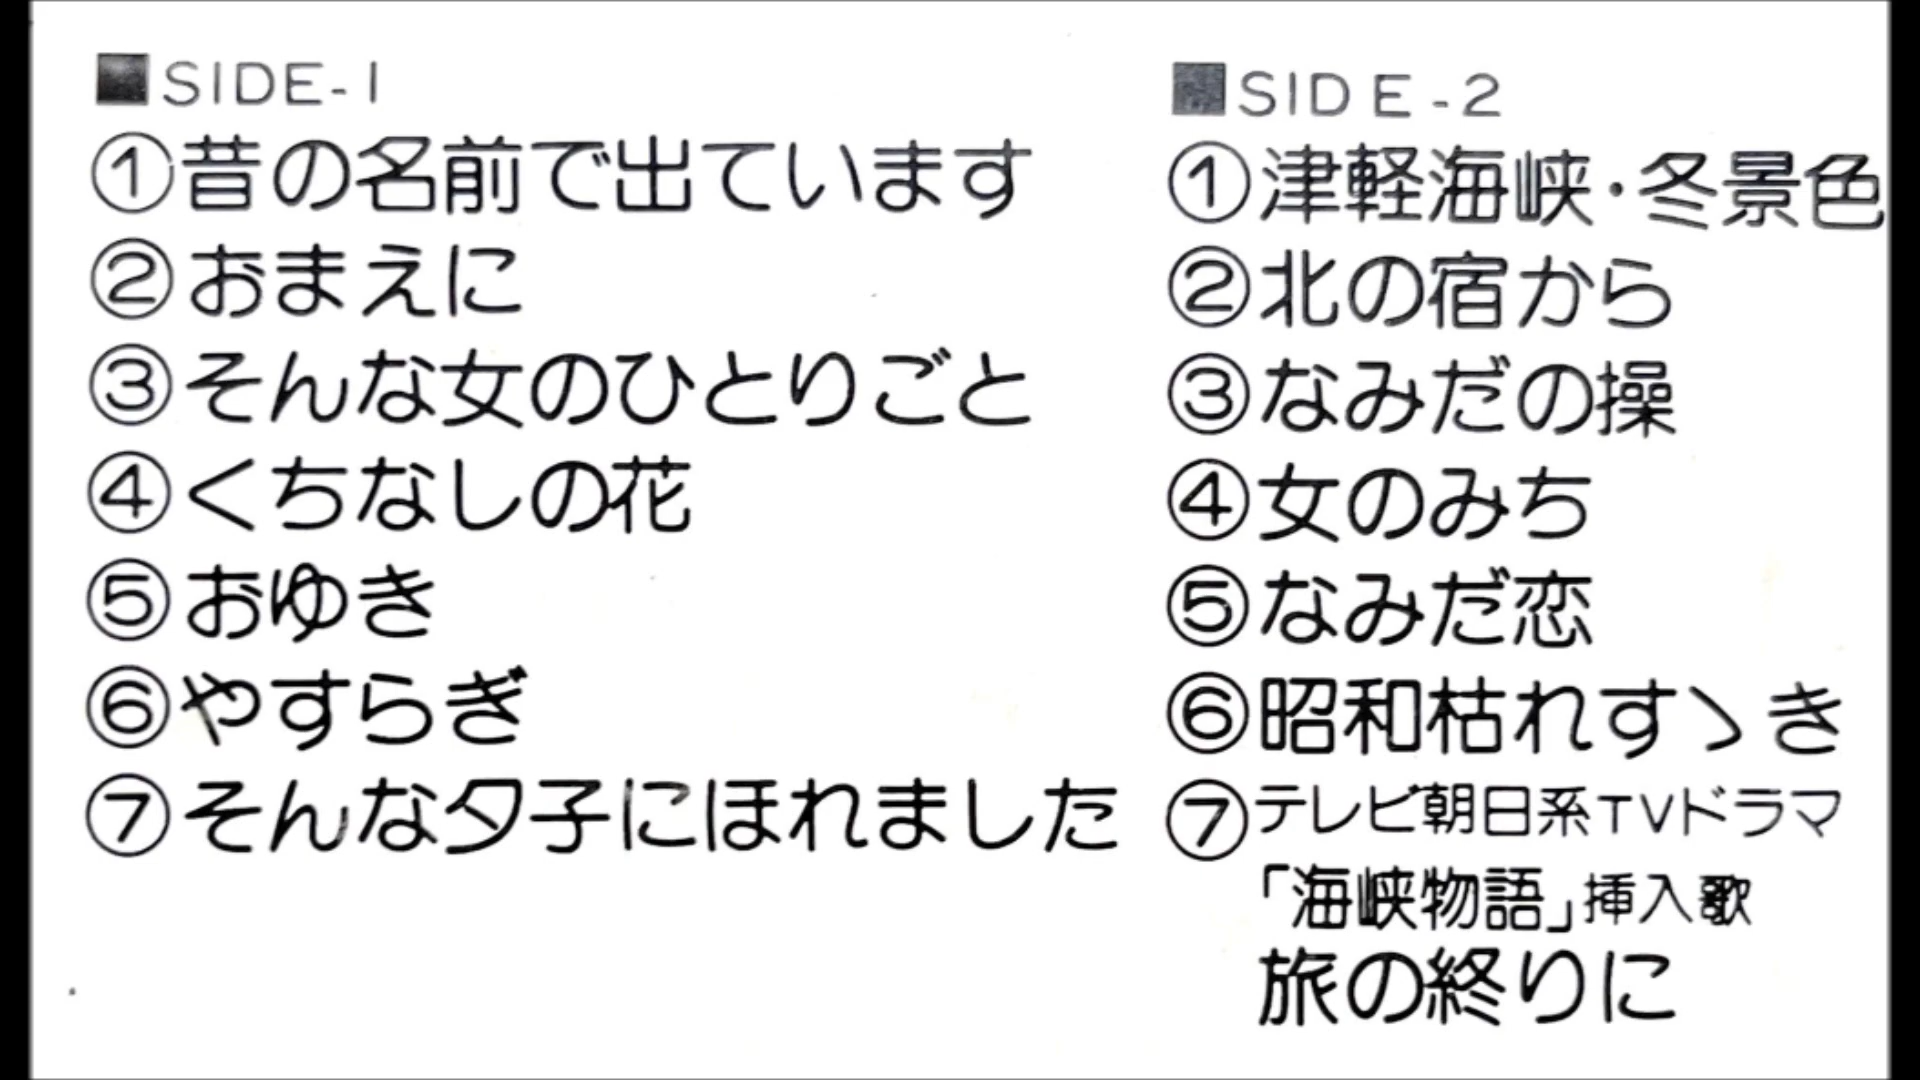 ■SIDE-1
①昔の名前で出ています
②おまえに
③そんな女のひとりごと
④くちなしの花
⑤おゆき
⑥やすらぎ
⑦そんな夕子にほれました
■SIDE-2
①津軽海峡・冬景色
②北の宿から
③なみだの操
④女のみち
⑤なみだ恋
⑥昭和枯れすゝき
⑦テレビ朝日系TVドラマ
「海峡物語」挿入歌
旅の終りに